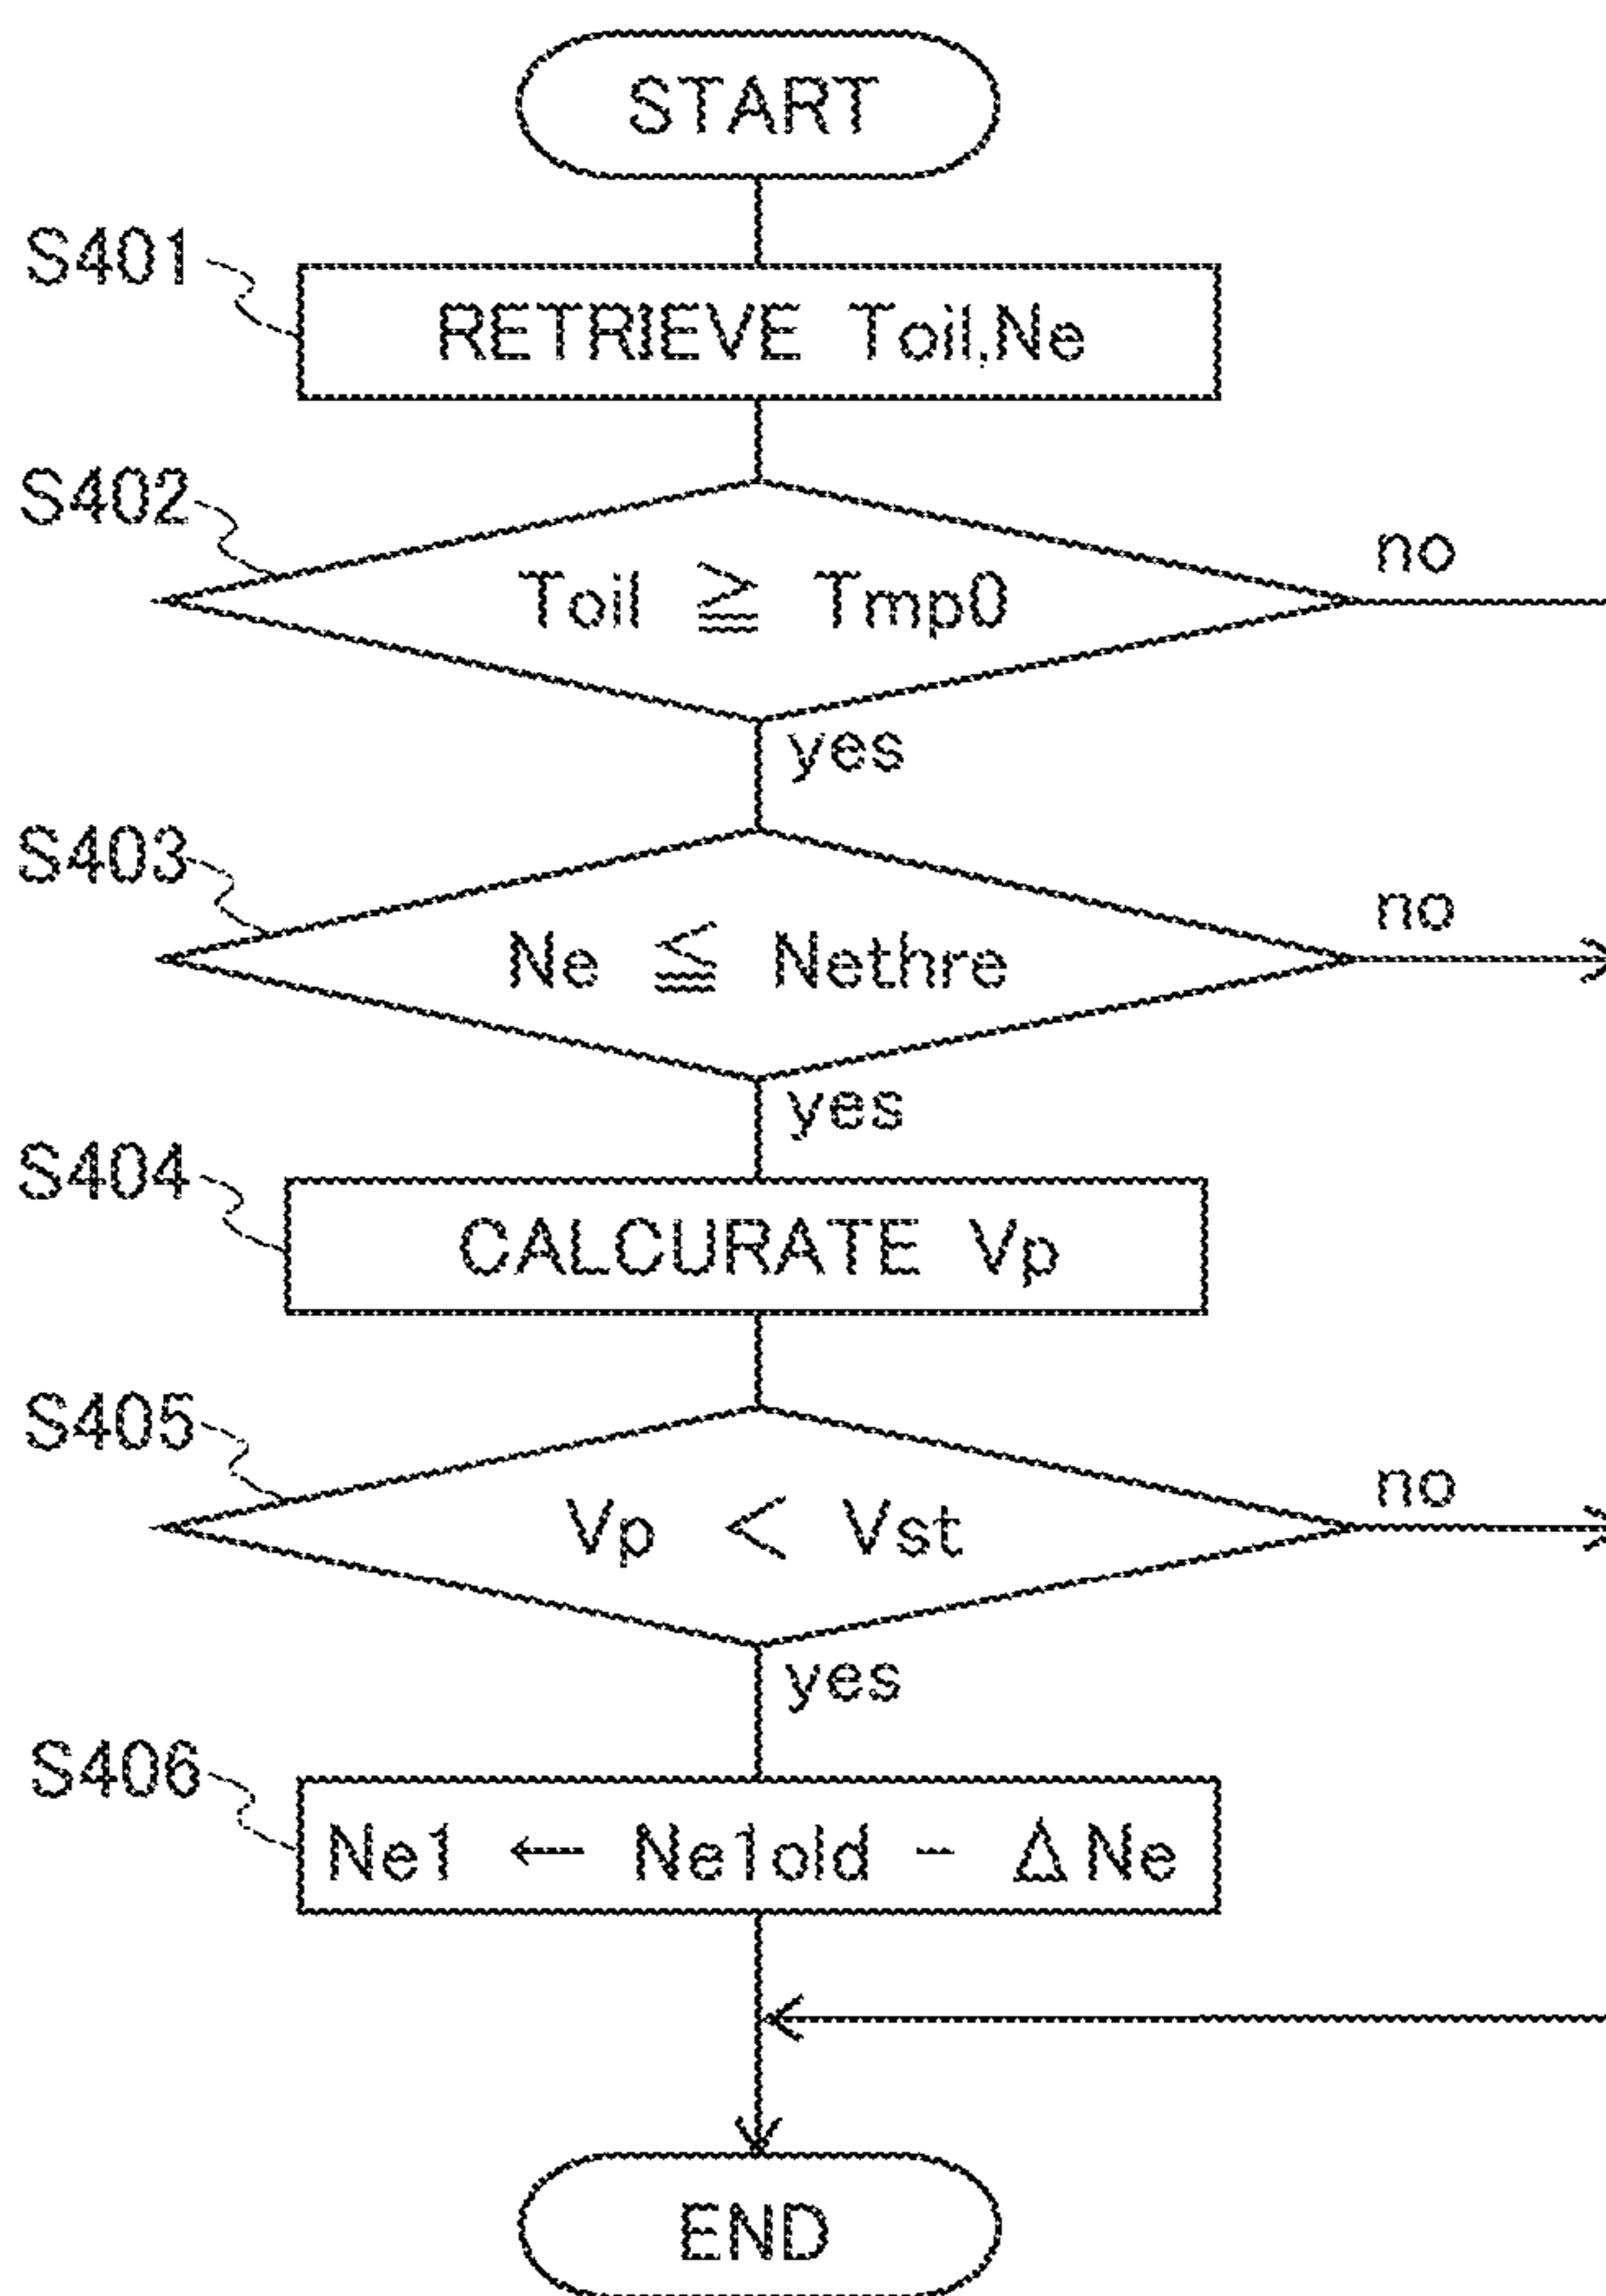 START
S401
RETRIEVE Toil,Ne
S402
Toil ≧ Tmp0
no
yes
S403
Ne ≦ Nethre
no
yes
S404
CALCURATE Vp
S405
Vp < Vst
no
yes
S406
Ne1 ← Ne1old - ΔNe
END